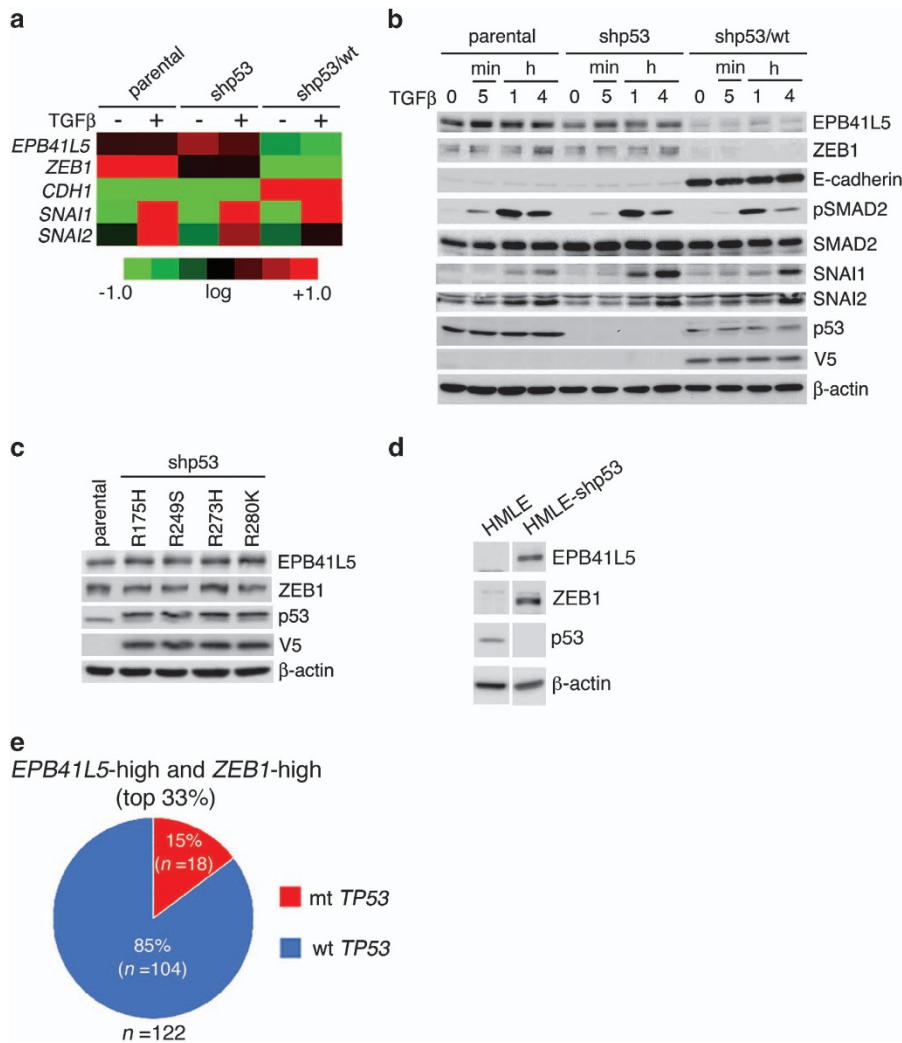 a
parental
shp53
shp53/wt
TGFβ - + - + - +
EPB41L5
ZEB1
CDH1
SNAI1
SNAI2
-1.0 log +1.0
b
parental shp53 shp53/wt
min h min h min h
TGFβ 0 5 1 4 0 5 1 4 0 5 1 4
EPB41L5
ZEB1
E-cadherin
pSMAD2
SMAD2
SNAI1
SNAI2
p53
V5
β-actin
c
shp53
parental
R175H
R249S
R273H
R280K
EPB41L5
ZEB1
p53
V5
β-actin
d
HMLE
HMLE-shp53
EPB41L5
ZEB1
p53
β-actin
e
EPB41L5-high and ZEB1-high
(top 33%)
15%
(n =18)
85%
(n =104)
mt TP53
wt TP53
n =122